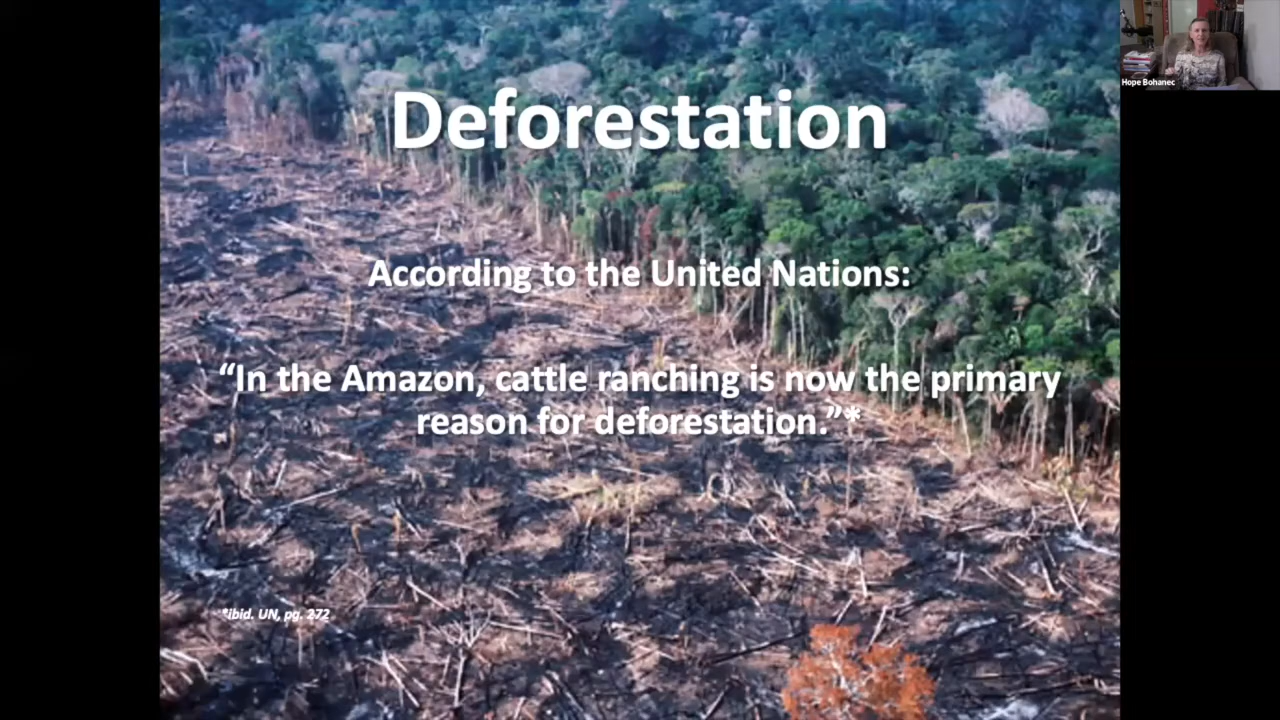 Deforestation
Hope Bohanec
According to the United Nations:
“In the Amazon, cattle ranching is now the primary
reason for deforestation.”*
*ibid. UN, pg. 272